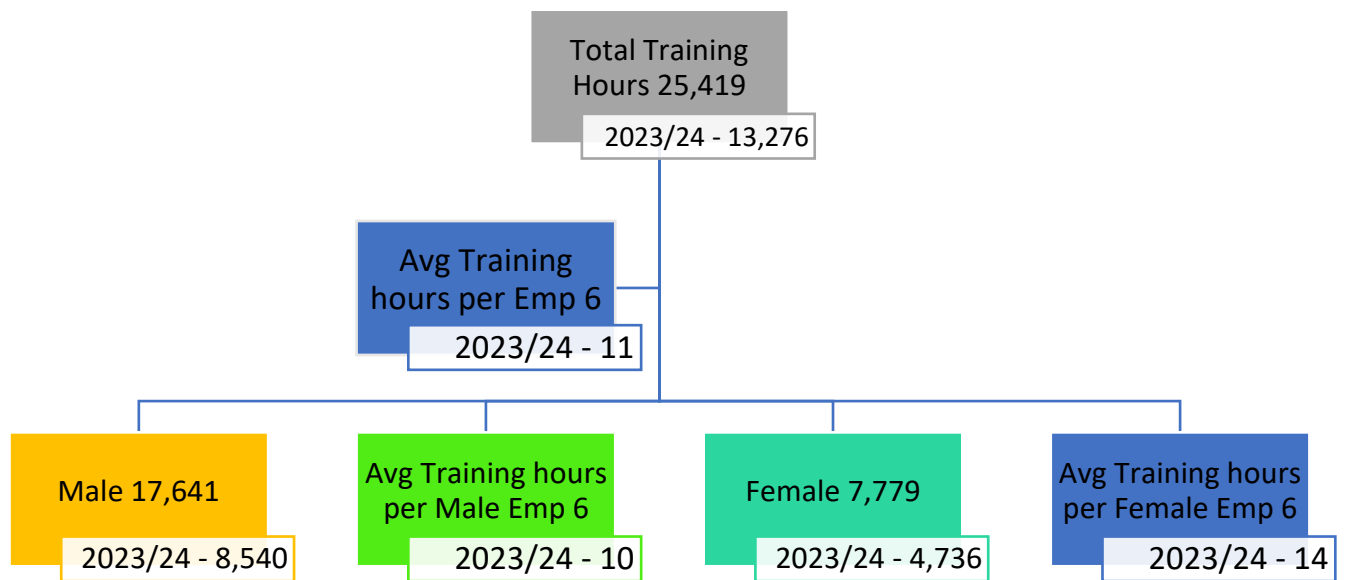 Total Training
Hours 25,419
2023/24 - 13,276
Avg Training
hours per Emp 6
2023/24 - 11
Male 17,641
2023/24 - 8,540
Avg Training hours
per Male Emp 6
2023/24 - 10
Female 7,779
2023/24 - 4,736
Avg Training hours
per Female Emp 6
2023/24 - 14